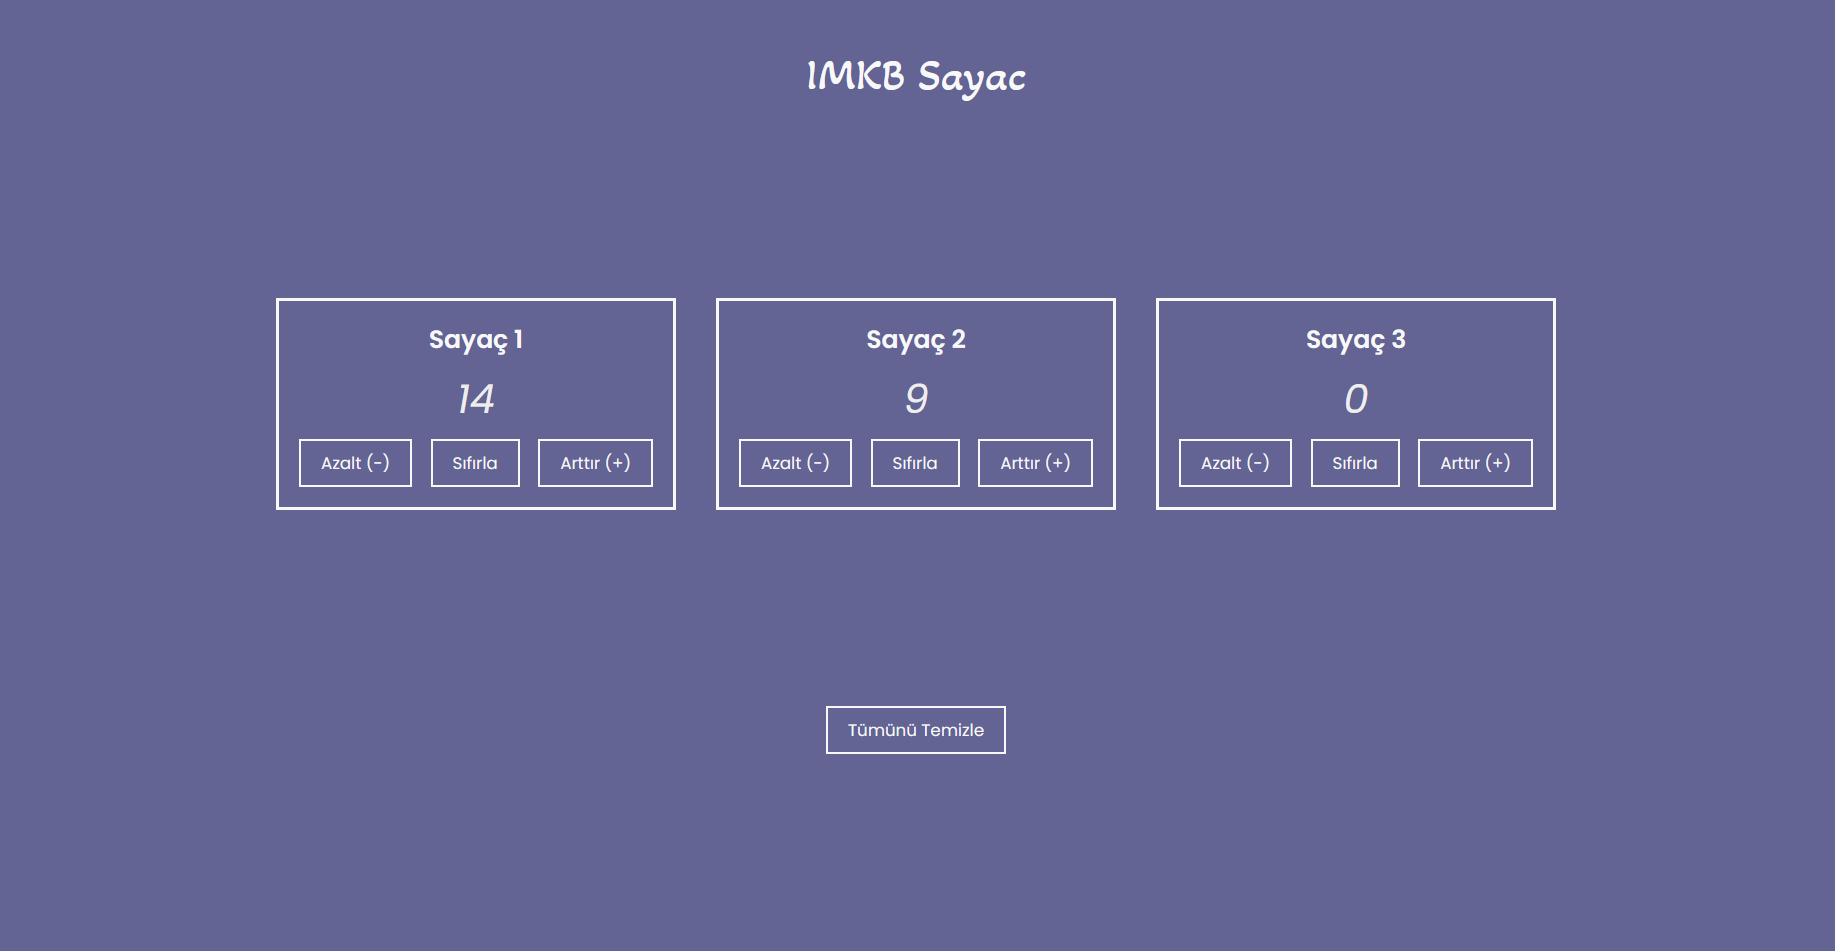 IMKB Sayac
Sayaç 1
14
Azalt (-) Sıfırla Arttır (+)
Sayaç 2
9
Azalt (-) Sıfırla Arttır (+)
Sayaç 3
0
Azalt (-) Sıfırla Arttır (+)
Tümünü Temizle